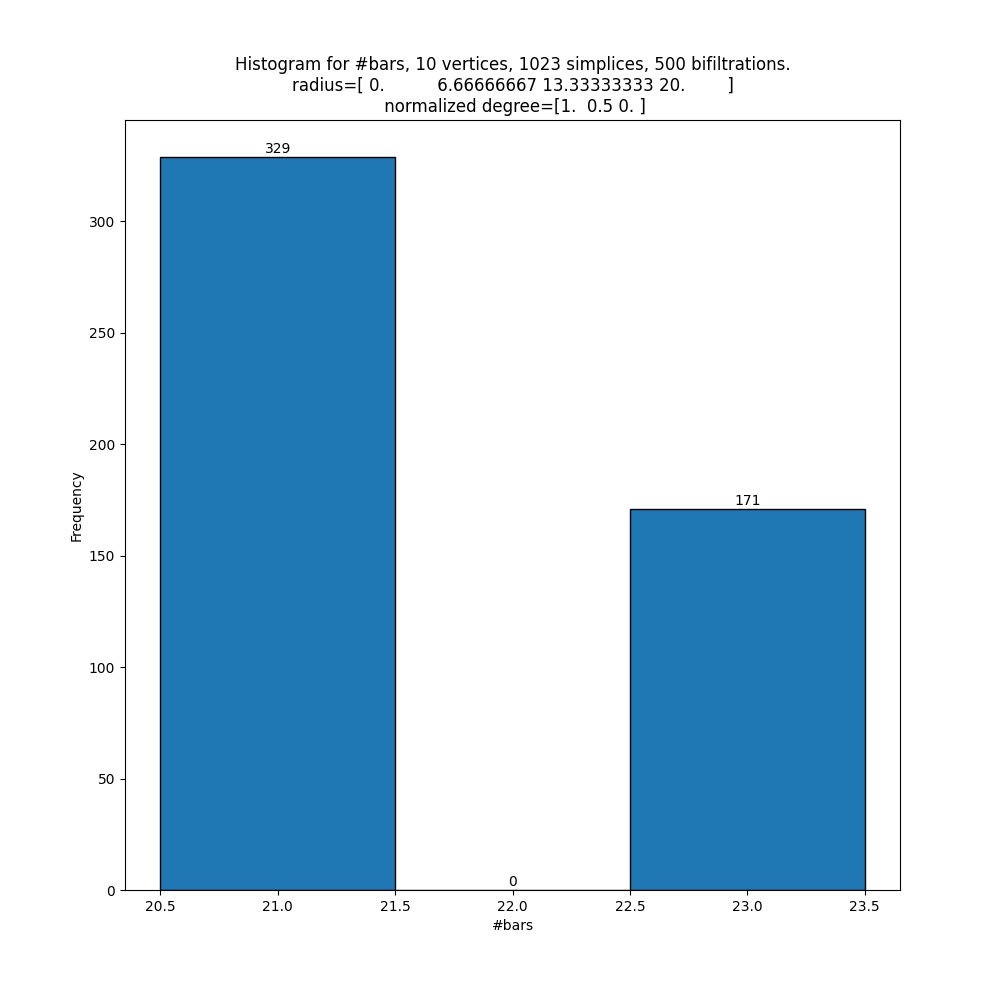 Histogram for #bars, 10 vertices, 1023 simplices, 500 bifiltrations.
radius=[ 0.          6.66666667 13.33333333 20.        ]
normalized degree=[1.  0.5 0. ]
329
171
0
300
250
200
150
100
50
0
Frequency
20.5 21.0 21.5 22.0 22.5 23.0 23.5
#bars